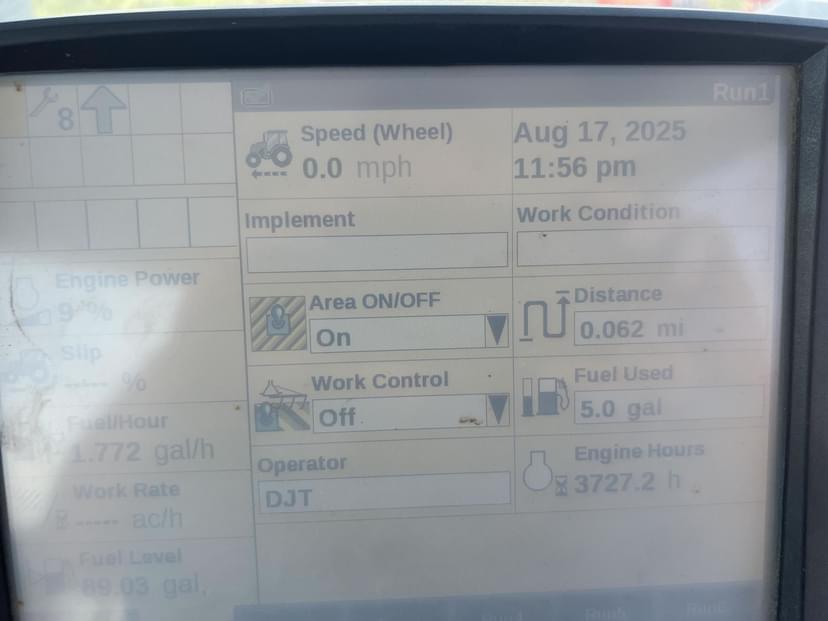 Run1
8
Speed (Wheel)
0.0 mph
Aug 17, 2025
11:56 pm
Implement
Work Condition
Engine Power
9 %
Area ON/OFF
On
Distance
0.062 mi
Slip
----- %
Work Control
Off
Fuel Used
5.0 gal
Fuel/Hour
1.772 gal/h
Operator
DJT
Engine Hours
3727.2 h
Work Rate
----- ac/h
Fuel Level
89.03 gal,